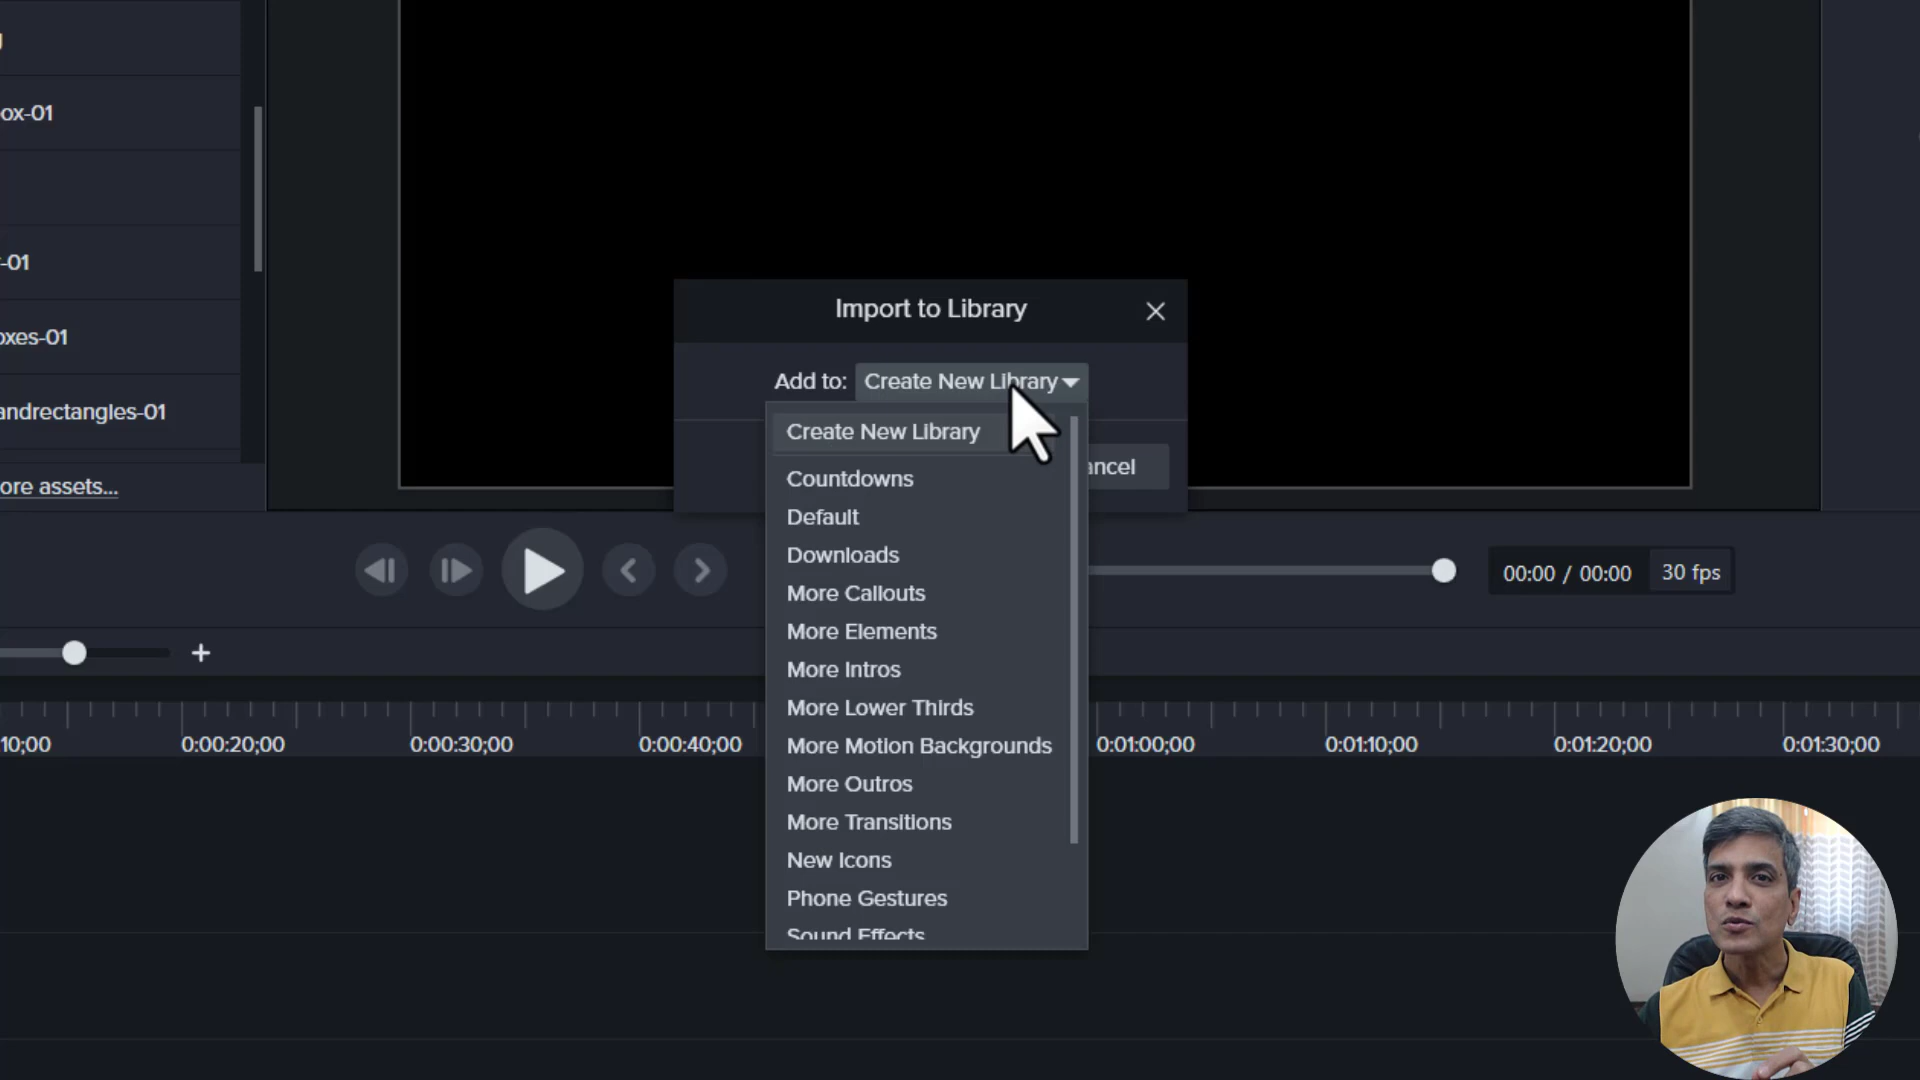 ox-01
-01
oxes-01
andrectangles-01
ore assets...
Import to Library
Add to: Create New Library
Create New Library
ancel
Countdowns
Default
Downloads
More Callouts
More Elements
More Intros
More Lower Thirds
More Motion Backgrounds
More Outros
More Transitions
New Icons
Phone Gestures
Sound Effects
00:00 / 00:00 30 fps
10;00 0:00:20;00 0:00:30;00 0:00:40;00 0:01:00;00 0:01:10;00 0:01:20;00 0:01:30;00